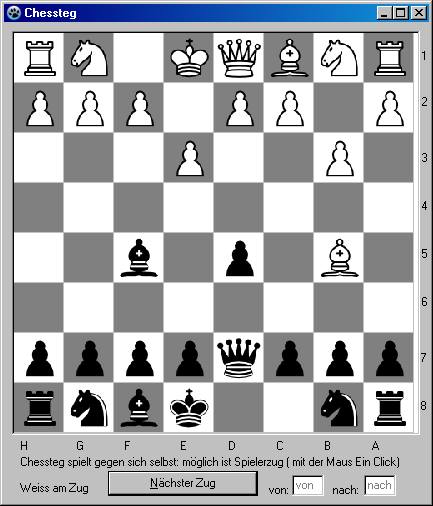 Chessteg
1
2
3
4
5
6
7
8
H G F E D C B A
Chessteg spielt gegen sich selbst: möglich ist Spielerzug ( mit der Maus Ein Click)
Weiss am Zug Nächster Zug von: von nach: nach